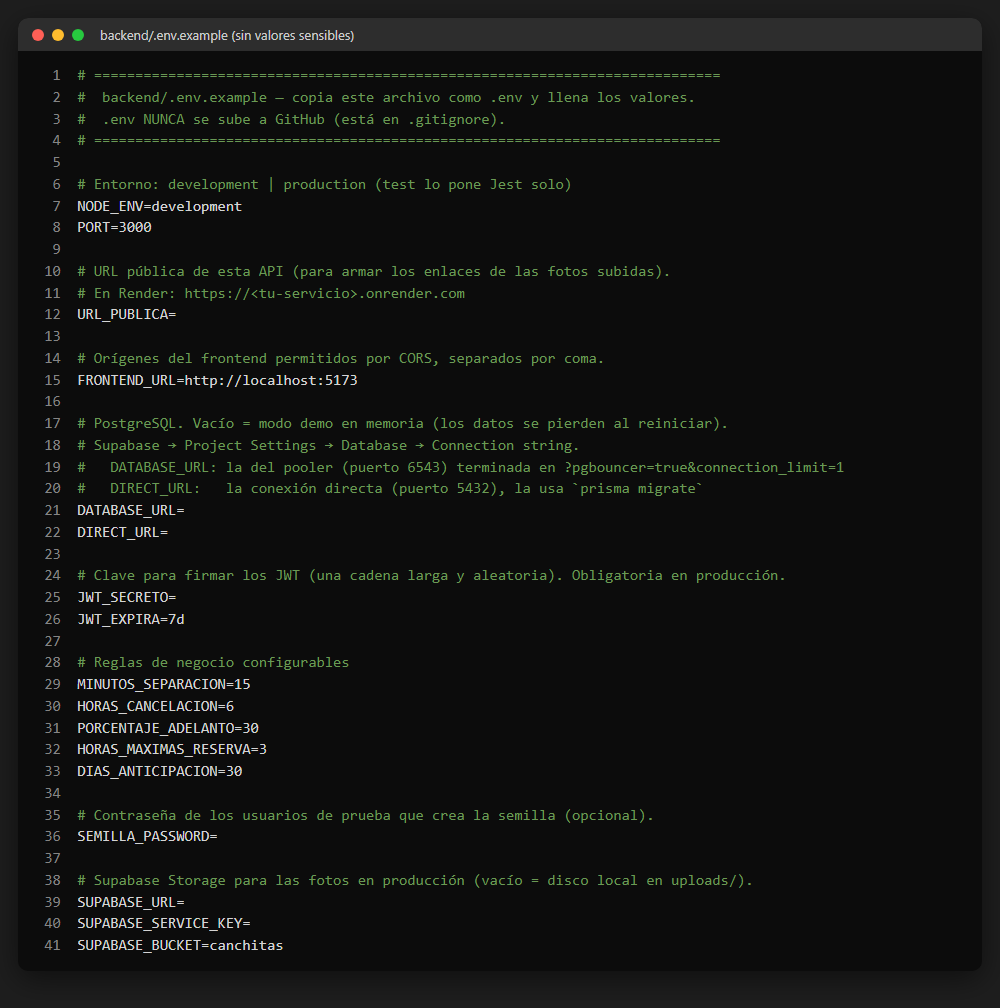 backend/.env.example (sin valores sensibles)
1 # ============================================================================
2 #  backend/.env.example — copia este archivo como .env y llena los valores.
3 #  .env NUNCA se sube a GitHub (está en .gitignore).
4 # ============================================================================
5
6 # Entorno: development | production (test lo pone Jest solo)
7 NODE_ENV=development
8 PORT=3000
9
10 # URL pública de esta API (para armar los enlaces de las fotos subidas).
11 # En Render: https://<tu-servicio>.onrender.com
12 URL_PUBLICA=
13
14 # Orígenes del frontend permitidos por CORS, separados por coma.
15 FRONTEND_URL=http://localhost:5173
16
17 # PostgreSQL. Vacío = modo demo en memoria (los datos se pierden al reiniciar).
18 # Supabase → Project Settings → Database → Connection string.
19 #   DATABASE_URL: la del pooler (puerto 6543) terminada en ?pgbouncer=true&connection_limit=1
20 #   DIRECT_URL:   la conexión directa (puerto 5432), la usa `prisma migrate`
21 DATABASE_URL=
22 DIRECT_URL=
23
24 # Clave para firmar los JWT (una cadena larga y aleatoria). Obligatoria en producción.
25 JWT_SECRETO=
26 JWT_EXPIRA=7d
27
28 # Reglas de negocio configurables
29 MINUTOS_SEPARACION=15
30 HORAS_CANCELACION=6
31 PORCENTAJE_ADELANTO=30
32 HORAS_MAXIMAS_RESERVA=3
33 DIAS_ANTICIPACION=30
34
35 # Contraseña de los usuarios de prueba que crea la semilla (opcional).
36 SEMILLA_PASSWORD=
37
38 # Supabase Storage para las fotos en producción (vacío = disco local en uploads/).
39 SUPABASE_URL=
40 SUPABASE_SERVICE_KEY=
41 SUPABASE_BUCKET=canchitas